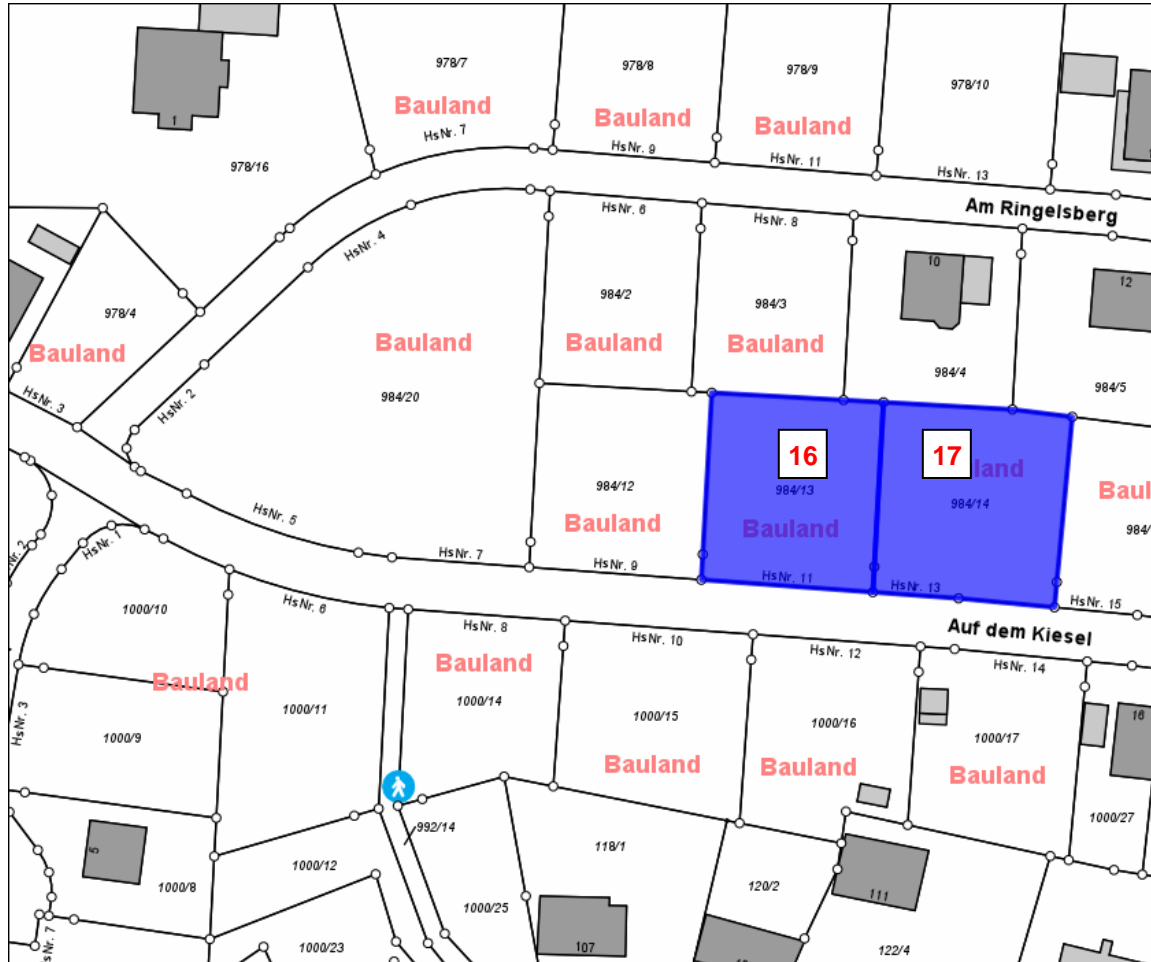 978/7
978/8
978/9
978/10
Bauland
Bauland
Bauland
1
HsNr. 7
HsNr. 9
HsNr. 11
HsNr. 13
978/16
Am Ringelsberg
HsNr. 6
HsNr. 8
HsNr. 4
10
12
984/2
984/3
978/4
Bauland
Bauland
Bauland
Bauland
984/4
984/5
HsNr. 3
HsNr. 2
984/20
16
17
land
984/12
984/13
984/14
Baul
984/
HsNr. 5
Bauland
Bauland
HsNr. 7
HsNr. 9
HsNr. 11
HsNr. 13
HsNr. 15
Nr. 2
HsNr. 1
1000/10
HsNr. 6
HsNr. 8
HsNr. 10
HsNr. 12
Auf dem Kiesel
HsNr. 14
Bauland
Bauland
1000/14
1000/11
1000/15
1000/16
1000/17
16
HsNr. 3
1000/9
Bauland
Bauland
Bauland
992/14
1000/27
5
118/1
1000/12
1000/8
120/2
111
1000/25
HsNr. 7
1000/23
107
122/4